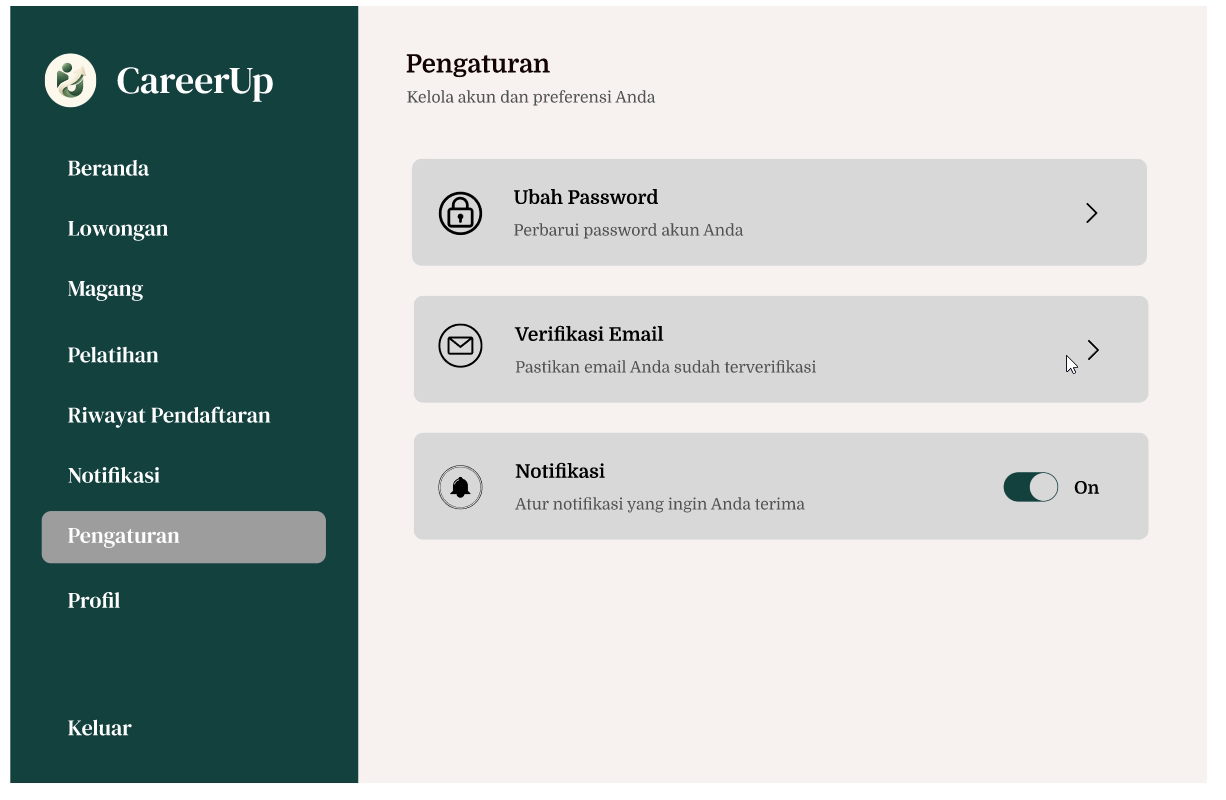 CareerUp
Beranda
Lowongan
Magang
Pelatihan
Riwayat Pendaftaran
Notifikasi
Pengaturan
Profil
Keluar
Pengaturan
Kelola akun dan preferensi Anda
Ubah Password
Perbarui password akun Anda
Verifikasi Email
Pastikan email Anda sudah terverifikasi
Notifikasi
Atur notifikasi yang ingin Anda terima
On